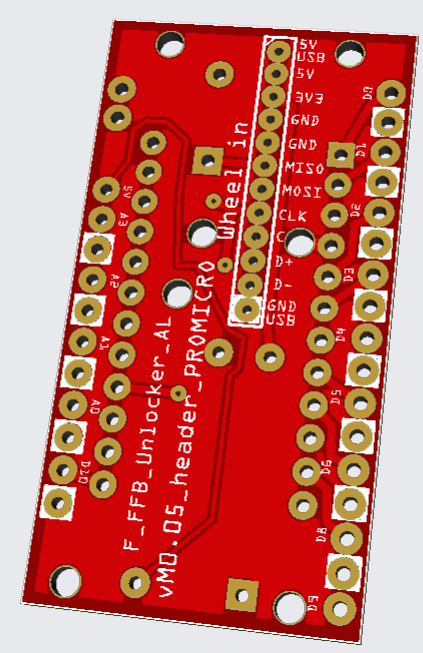 5V
USB
5V
3V3
GND
GND
MISO
MOSI
CLK
D+
D-
GND
USB
Wheel in
F_FFB_Unlocker_AL
vM0.05_header_PROMICRO
5V
A3
A2
A1
A0
D10
D0
D1
D2
D3
D4
D5
D6
D8
D9